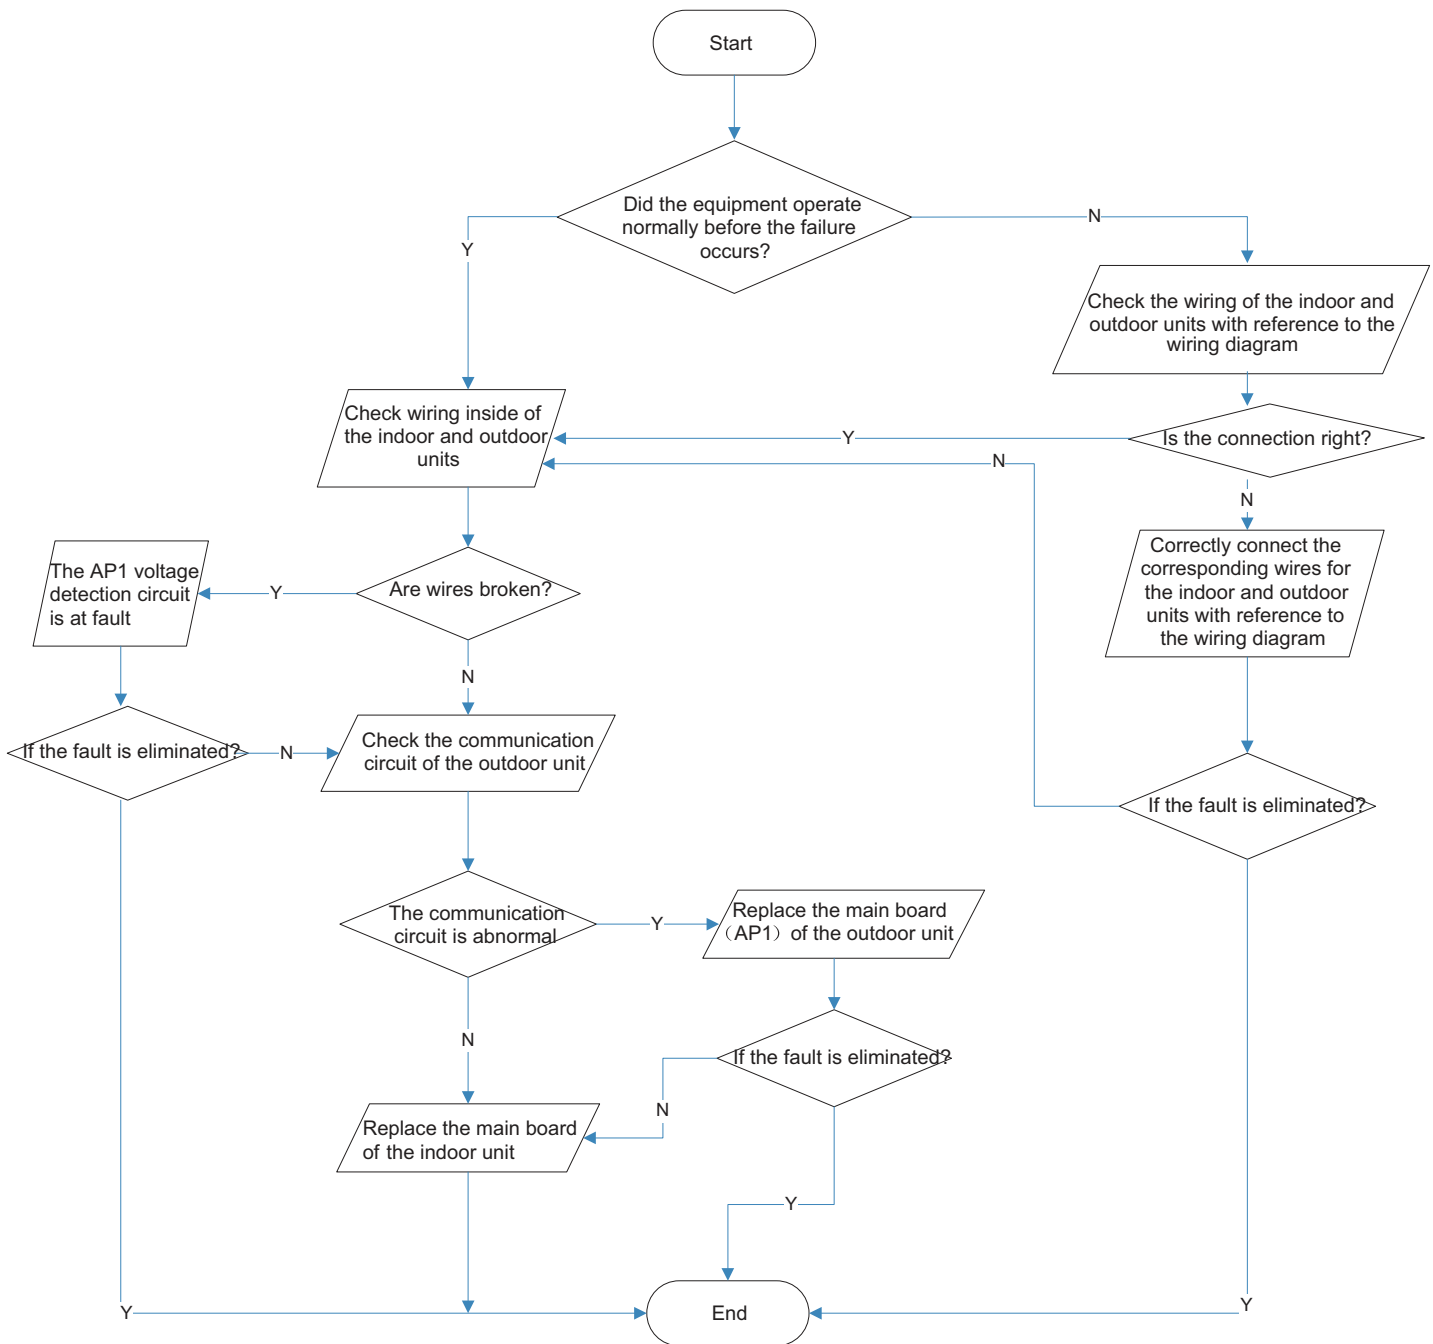 Start
Did the equipment operate
normally before the failure
occurs?
Y
N
Check the wiring of the indoor and
outdoor units with reference to the
wiring diagram
Check wiring inside of
the indoor and outdoor
units
Y
Is the connection right?
N
N
Correctly connect the
corresponding wires for
the indoor and outdoor
units with reference to
the wiring diagram
The AP1 voltage
detection circuit
is at fault
Y
Are wires broken?
N
If the fault is eliminated?
N
Check the communication
circuit of the outdoor unit
If the fault is eliminated?
The communication
circuit is abnormal
Y
Replace the main board
（AP1）of the outdoor unit
N
If the fault is eliminated?
N
Replace the main board
of the indoor unit
Y
Y
End
Y